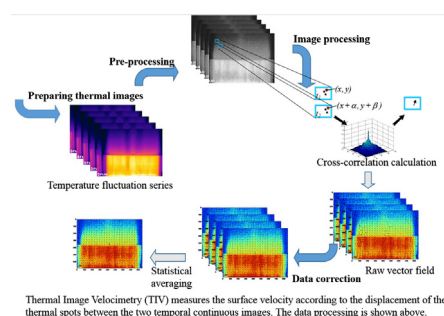 Image processing
Pre-processing
(x, y)
Preparing thermal images
(x + α, y + β)
Cross-correlation calculation
Temperature fluctuation series
Statistical
averaging
Data correction
Raw vector field
Thermal Image Velocimetry (TIV) measures the surface velocity according to the displacement of the
thermal spots between the two temporal continuous images. The data processing is shown above.